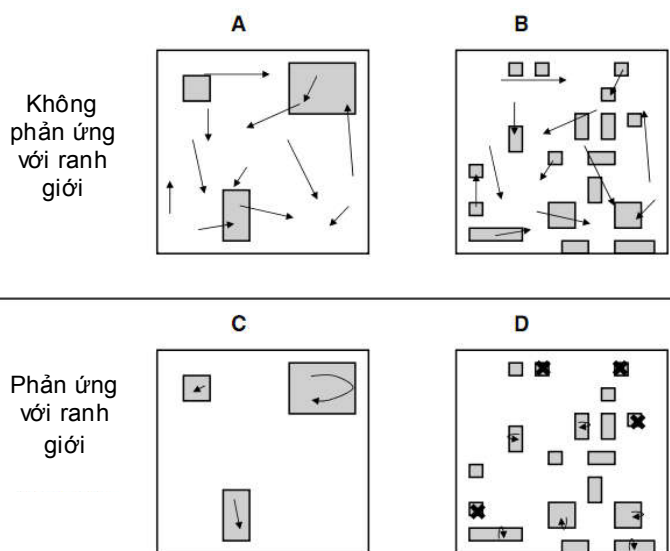 A
B
Không
phản ứng
với ranh
giới
C
D
Phản ứng
với ranh
giới